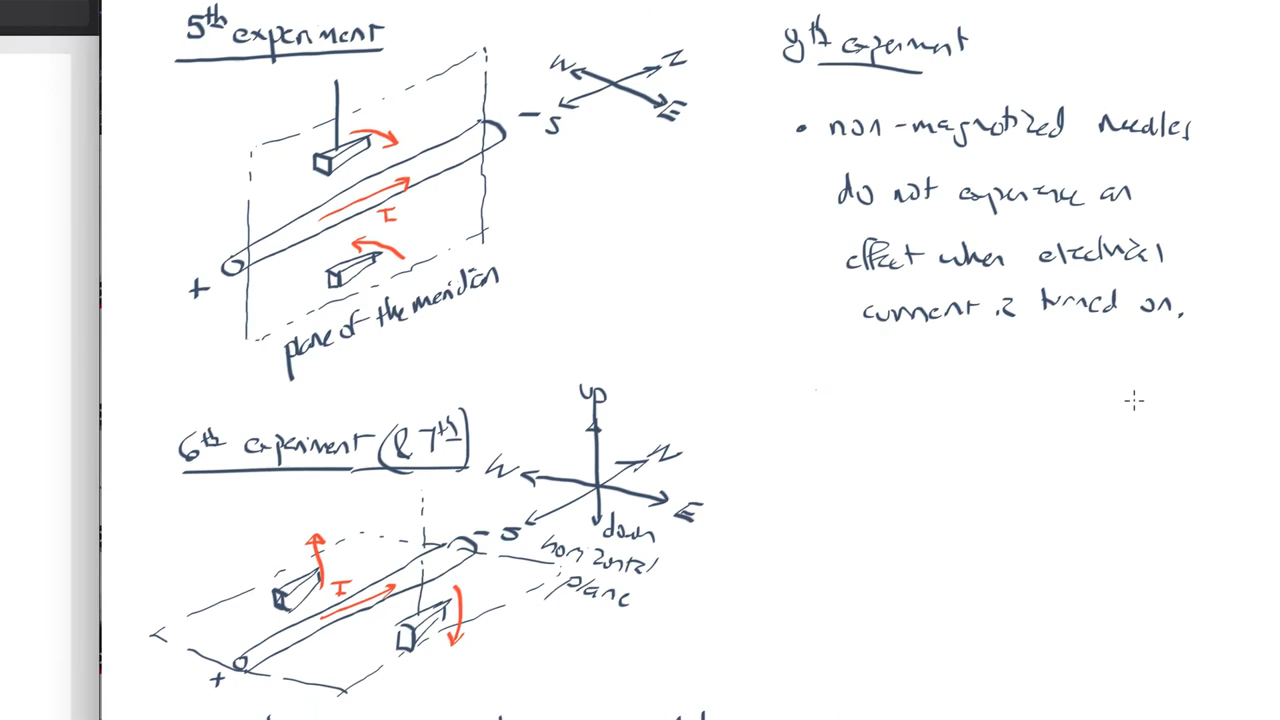 5th experiment
W
N
S
E
-
I
+
plane of the meridian
6th experiment (& 7th)
up
W
N
S
E
down
horizontal
plane
-
I
+
9th experiment
• non-magnetized needles
do not experience an
effect when electrical
current is turned on.